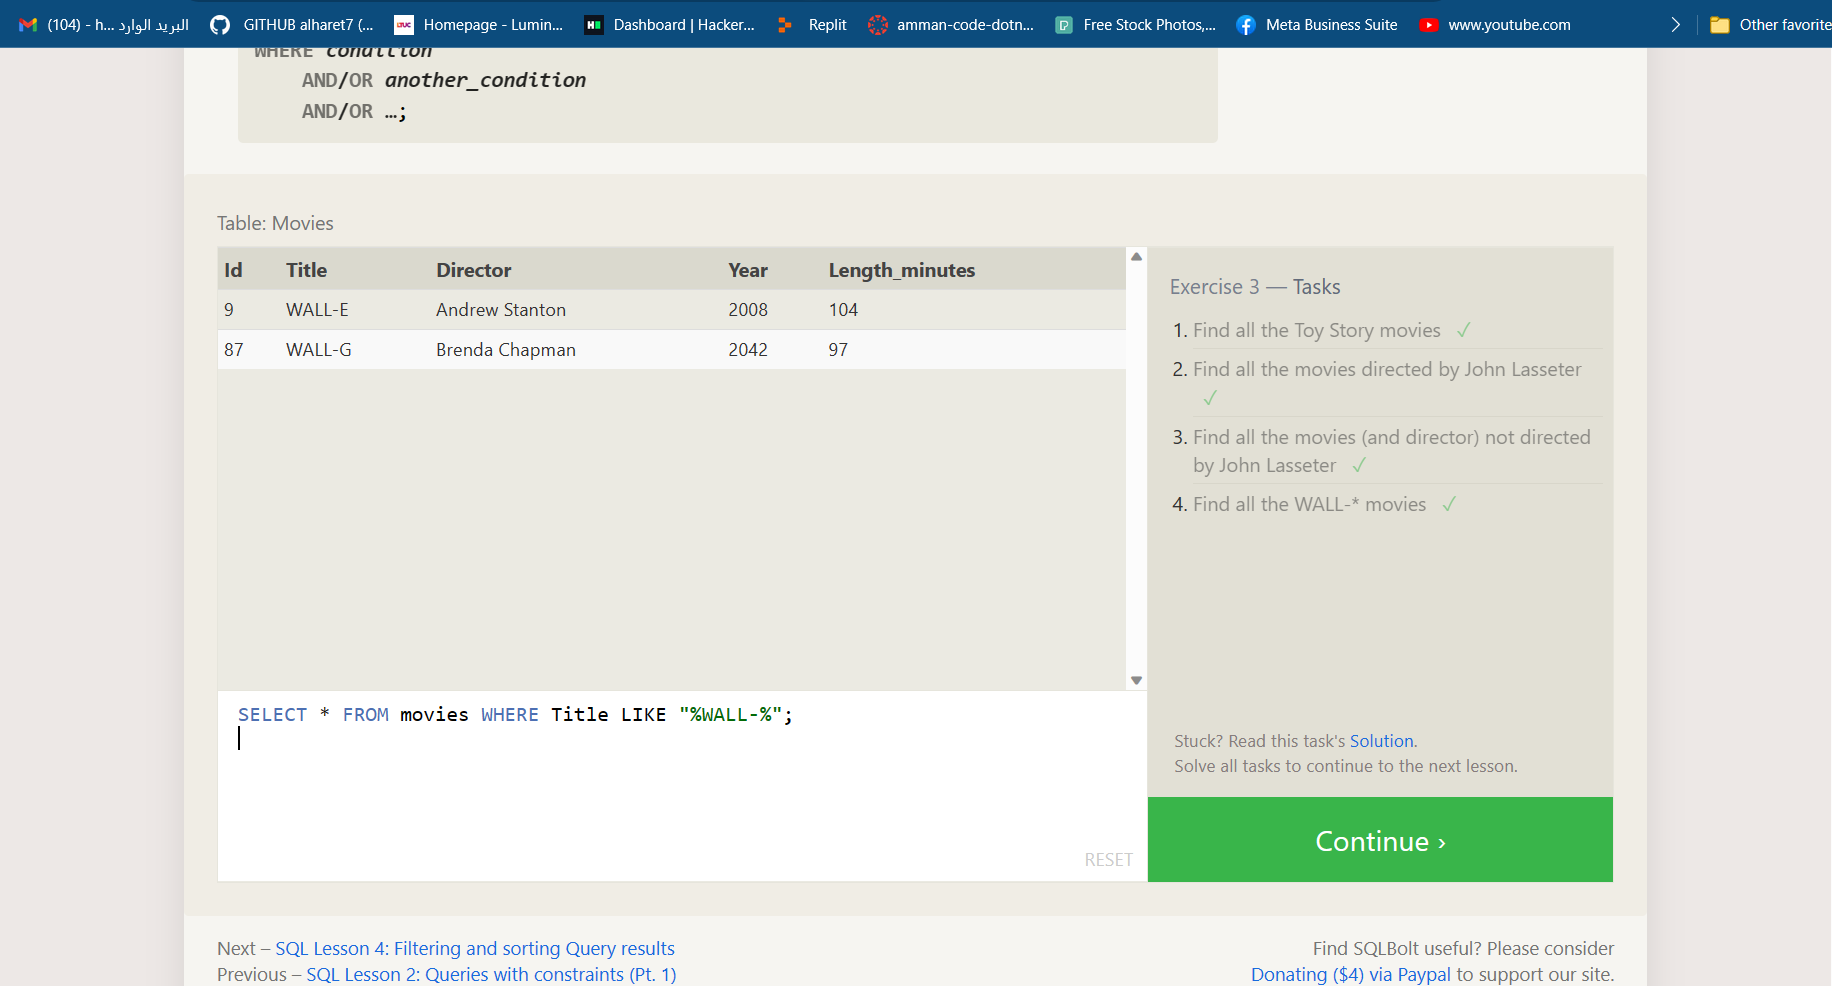 (104) - h... البريد الوارد GITHUB alharet7 (... Homepage - Lumin... Dashboard | Hacker... Replit amman-code-dotn... Free Stock Photos,... Meta Business Suite www.youtube.com Other favorite
WHERE condition
AND/OR another_condition
AND/OR …;
Table: Movies
Id Title Director Year Length_minutes
9 WALL-E Andrew Stanton 2008 104
87 WALL-G Brenda Chapman 2042 97
SELECT * FROM movies WHERE Title LIKE "%WALL-%";
RESET
Exercise 3 — Tasks
1. Find all the Toy Story movies ✓
2. Find all the movies directed by John Lasseter
✓
3. Find all the movies (and director) not directed
by John Lasseter ✓
4. Find all the WALL-* movies ✓
Stuck? Read this task's Solution.
Solve all tasks to continue to the next lesson.
Continue ›
Next – SQL Lesson 4: Filtering and sorting Query results
Previous – SQL Lesson 2: Queries with constraints (Pt. 1)
Find SQLBolt useful? Please consider
Donating ($4) via Paypal to support our site.